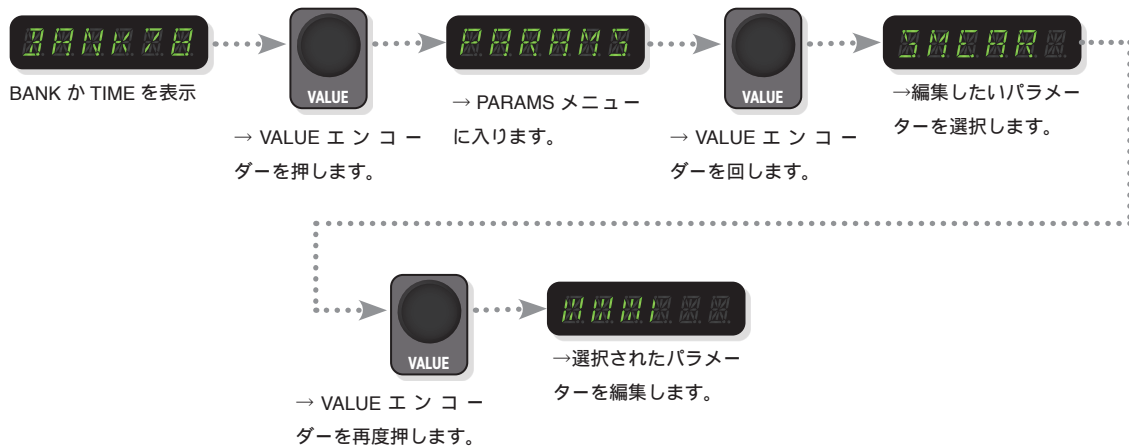 BANK78
PARAMS
SMEAR
VALUE
VALUE
BANK か TIME を表示
→ VALUE エンコー
ダーを押します。
→ PARAMS メニュー
に入ります。
→ VALUE エンコー
ダーを回します。
→編集したいパラメー
ターを選択します。
VALUE
→ VALUE エンコー
ダーを再度押します。
→選択されたパラメー
ターを編集します。